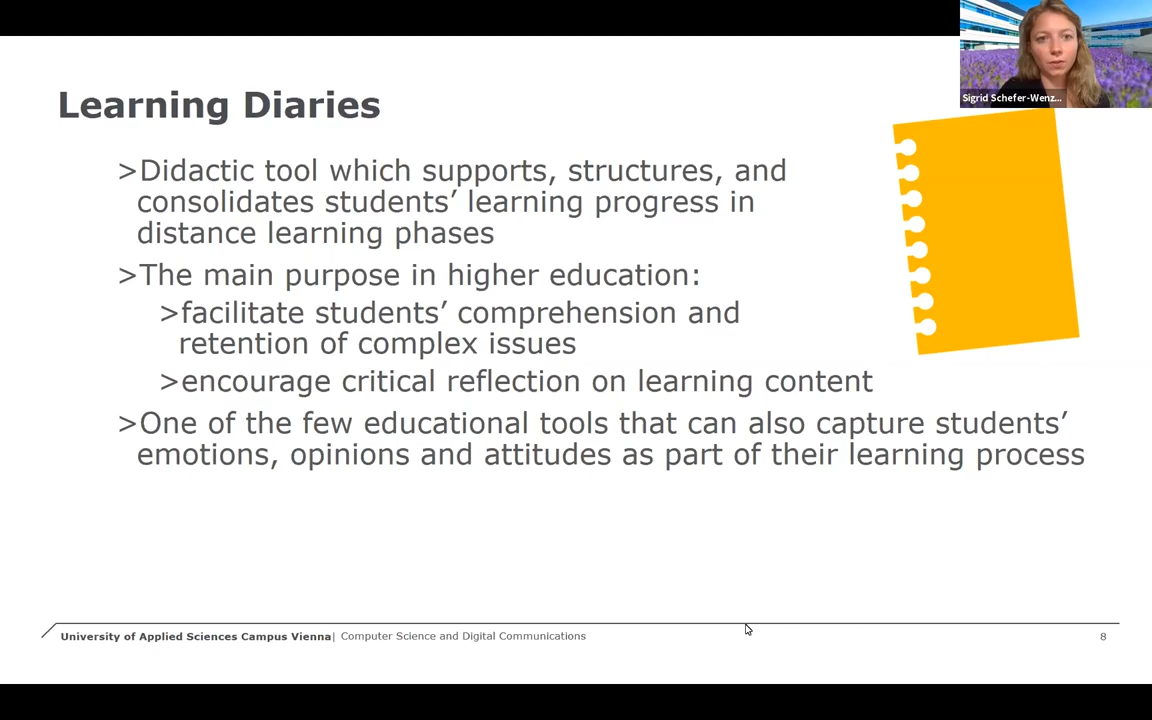 Sigrid Schefer-Wenz...
Learning Diaries
>Didactic tool which supports, structures, and
consolidates students’ learning progress in
distance learning phases
>The main purpose in higher education:
>facilitate students’ comprehension and
retention of complex issues
>encourage critical reflection on learning content
>One of the few educational tools that can also capture students’
emotions, opinions and attitudes as part of their learning process
University of Applied Sciences Campus Vienna| Computer Science and Digital Communications 8